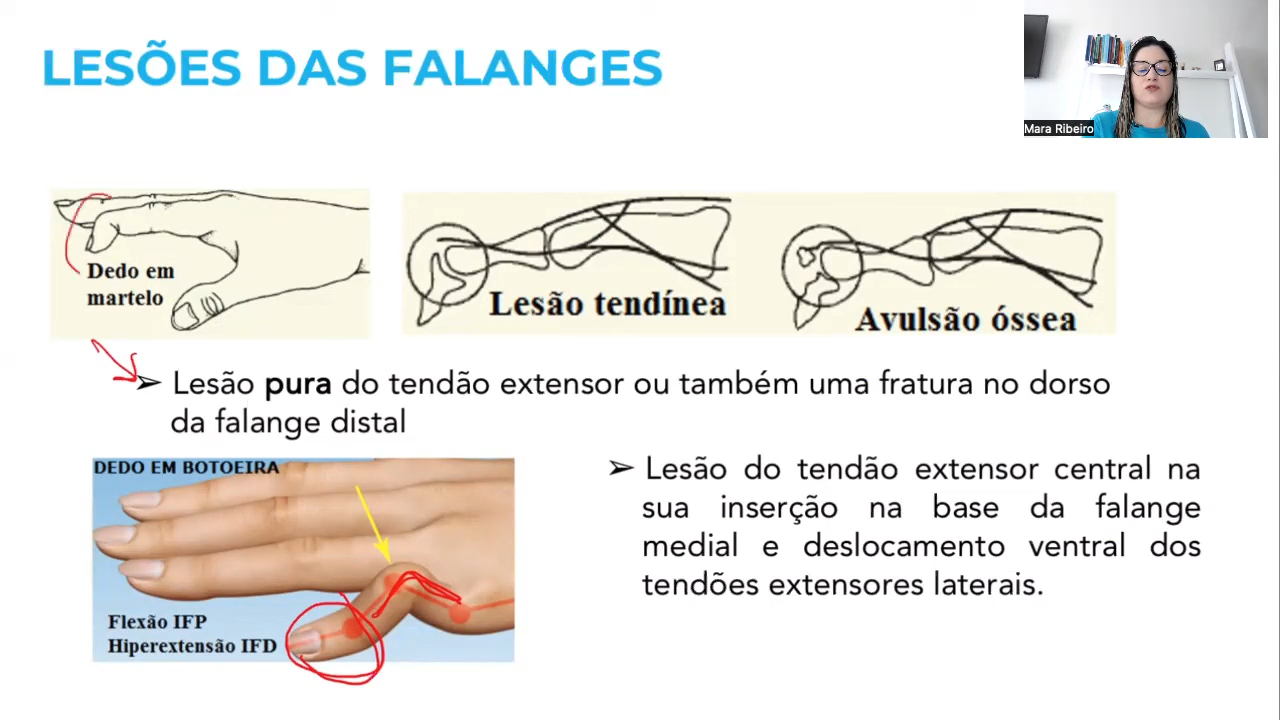 LESÕES DAS FALANGES
Mara Ribeiro
Dedo em
martelo
Lesão tendínea
Avulsão óssea
➢ Lesão pura do tendão extensor ou também uma fratura no dorso
da falange distal
DEDO EM BOTOEIRA
Flexão IFP
Hiperextensão IFD
➢ Lesão do tendão extensor central na
sua inserção na base da falange
medial e deslocamento ventral dos
tendões extensores laterais.